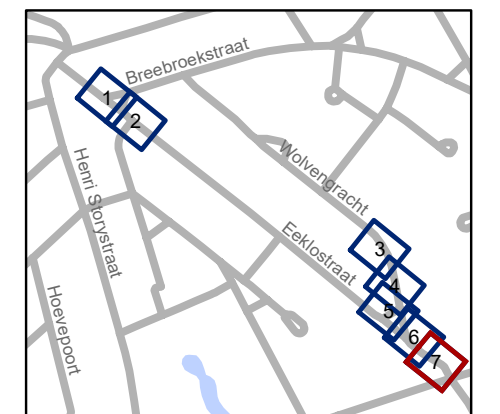 Breebroekstraat
1
2
Wolvengracht
Henri Storystraat
Eeklostraat
3
4
5
6
7
Hoevepoort